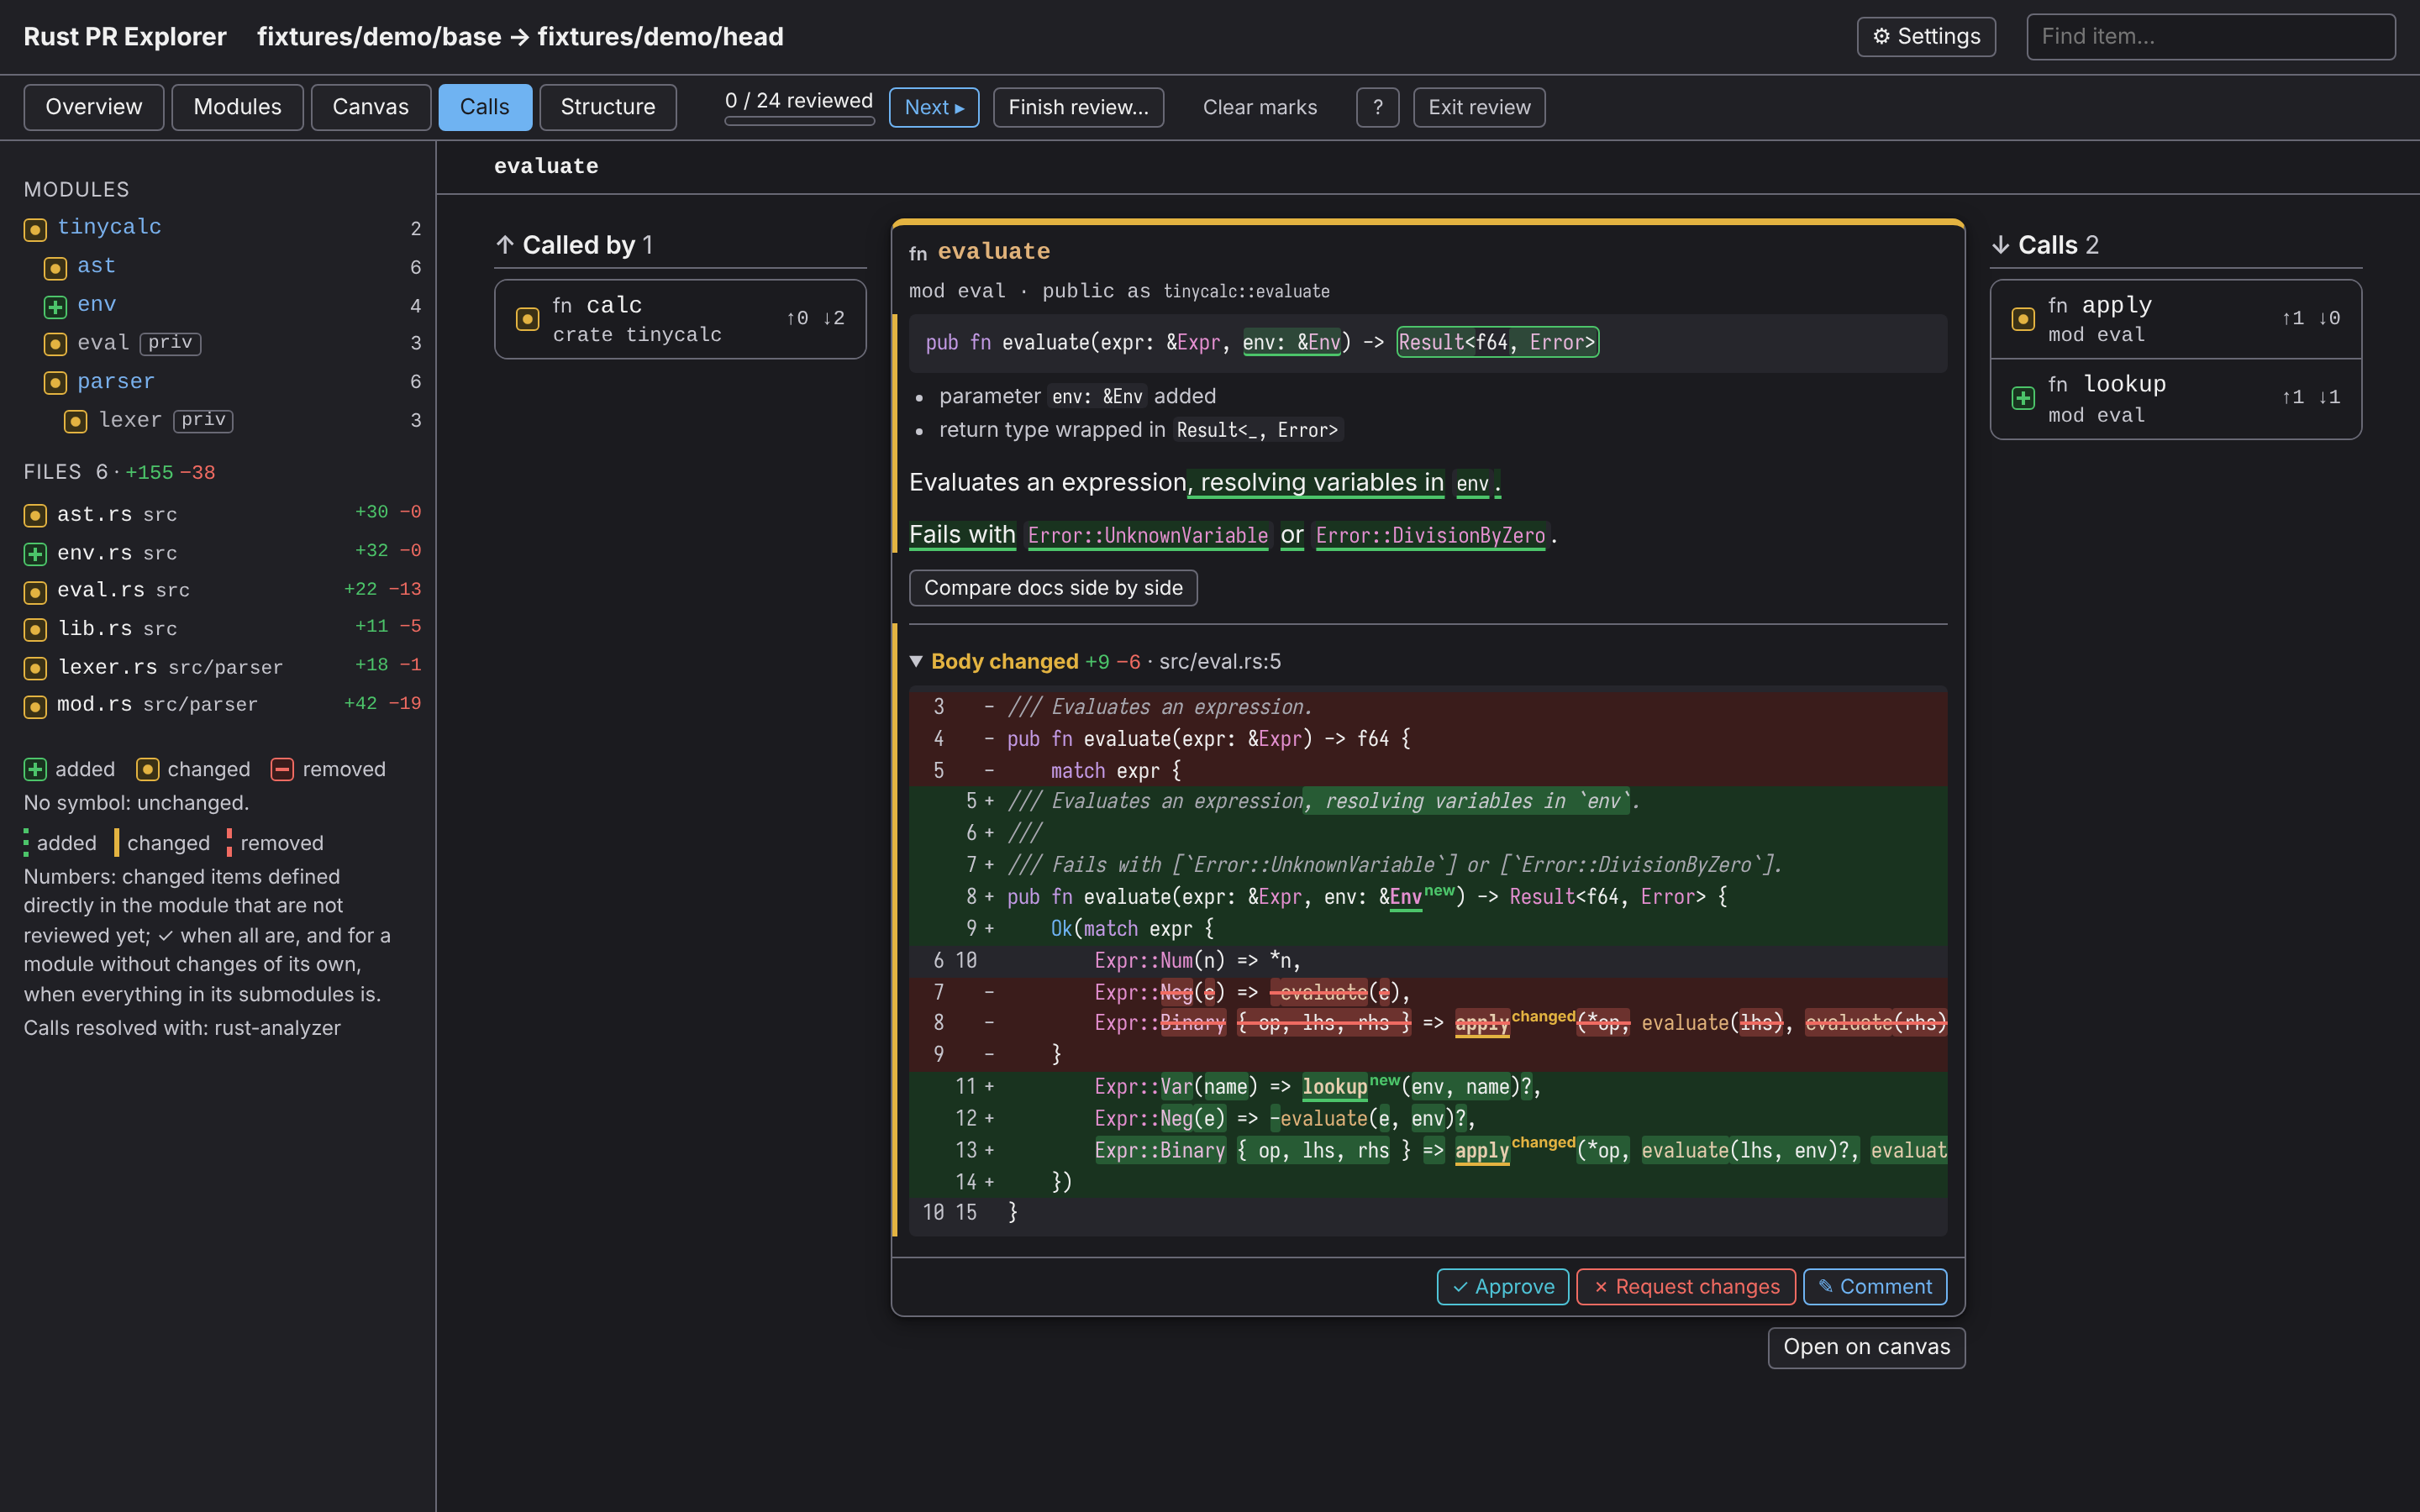 Rust PR Explorer fixtures/demo/base → fixtures/demo/head
⚙ Settings
Find item...
Overview Modules Canvas Calls Structure
0 / 24 reviewed
Next ▸
Finish review...
Clear marks
?
Exit review
MODULES
tinycalc 2
ast 6
env 4
eval priv 3
parser 6
lexer priv 3
FILES 6 · +155 −38
ast.rs src +30 −0
env.rs src +32 −0
eval.rs src +22 −13
lib.rs src +11 −5
lexer.rs src/parser +18 −1
mod.rs src/parser +42 −19
added changed removed
No symbol: unchanged.
added changed removed
Numbers: changed items defined
directly in the module that are not
reviewed yet; ✓ when all are, and for a
module without changes of its own,
when everything in its submodules is.
Calls resolved with: rust-analyzer
evaluate
↑ Called by 1
fn calc
crate tinycalc
↑0 ↓2
fn evaluate
mod eval · public as tinycalc::evaluate
pub fn evaluate(expr: &Expr, env: &Env) -> Result<f64, Error>
• parameter env: &Env added
• return type wrapped in Result<_, Error>
Evaluates an expression, resolving variables in env.
Fails with Error::UnknownVariable or Error::DivisionByZero.
Compare docs side by side
▼ Body changed +9 −6 · src/eval.rs:5
3 − /// Evaluates an expression.
4 − pub fn evaluate(expr: &Expr) -> f64 {
5 − match expr {
5 + /// Evaluates an expression, resolving variables in `env`.
6 + ///
7 + /// Fails with [`Error::UnknownVariable`] or [`Error::DivisionByZero`].
8 + pub fn evaluate(expr: &Expr, env: &Env new) -> Result<f64, Error> {
9 + Ok(match expr {
6 10 Expr::Num(n) => *n,
7 − Expr::Neg(e) => -evaluate(e),
8 − Expr::Binary { op, lhs, rhs } => apply changed(*op, evaluate(lhs), evaluate(rhs)
9 − }
11 + Expr::Var(name) => lookup new(env, name)?,
12 + Expr::Neg(e) => -evaluate(e, env)?,
13 + Expr::Binary { op, lhs, rhs } => apply changed(*op, evaluate(lhs, env)?, evaluat
14 + })
10 15 }
✓ Approve
× Request changes
✎ Comment
Open on canvas
↓ Calls 2
fn apply
mod eval
↑1 ↓0
fn lookup
mod eval
↑1 ↓1